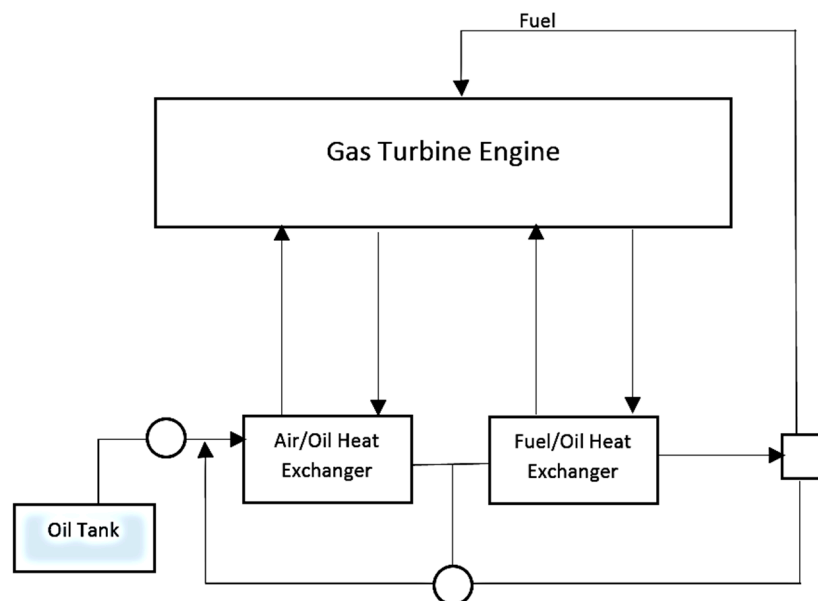 Fuel
Gas Turbine Engine
Air/Oil Heat
Exchanger
Fuel/Oil Heat
Exchanger
Oil Tank